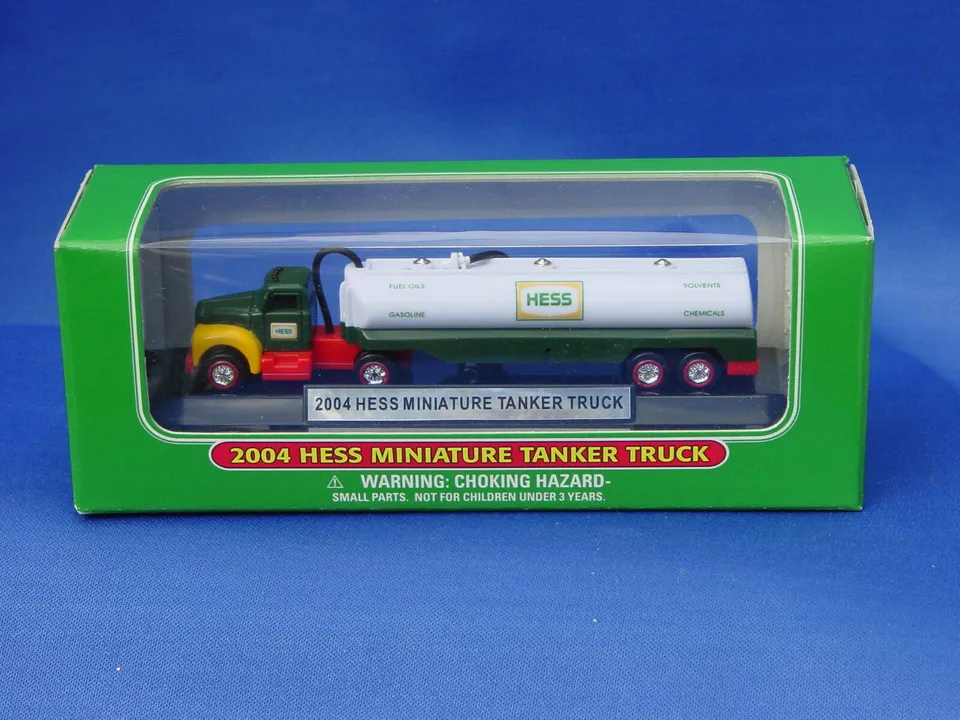 FUEL OILS
SOLVENTS
HESS
GASOLINE
CHEMICALS
HESS
2004 HESS MINIATURE TANKER TRUCK
2004 HESS MINIATURE TANKER TRUCK
⚠ WARNING: CHOKING HAZARD-
SMALL PARTS. NOT FOR CHILDREN UNDER 3 YEARS.